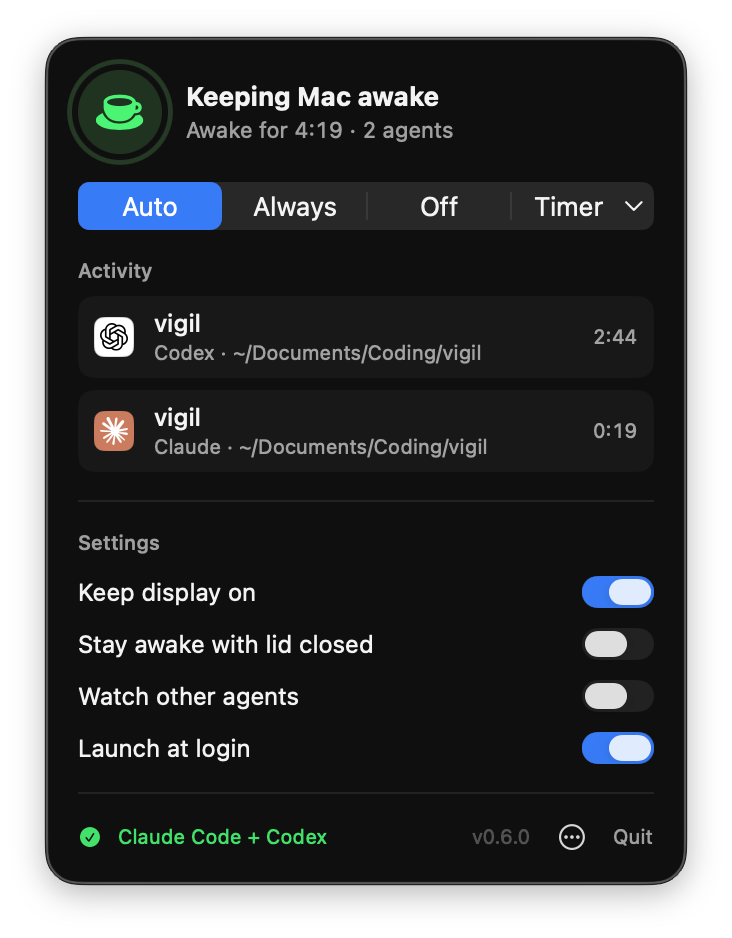 Keeping Mac awake
Awake for 4:19 · 2 agents
Auto Always Off Timer
Activity
vigil
Codex · ~/Documents/Coding/vigil
2:44
vigil
Claude · ~/Documents/Coding/vigil
0:19
Settings
Keep display on
Stay awake with lid closed
Watch other agents
Launch at login
Claude Code + Codex v0.6.0 Quit